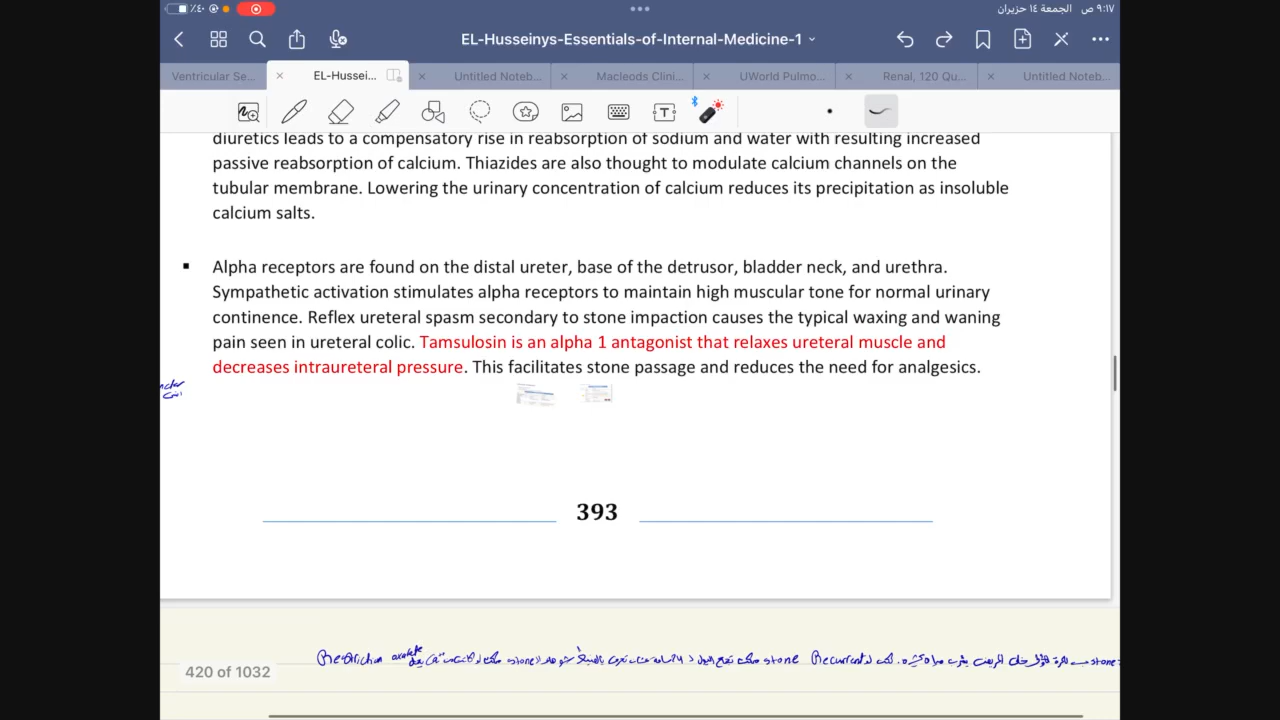 ٪٤٠
٩:١٧ ص الجمعة ١٤ حزيران
EL-Husseinys-Essentials-of-Internal-Medicine-1
Ventricular Se...
EL-Hussei...
Untitled Noteb...
Macleods Clini...
UWorld Pulmo...
Renal, 120 Qu...
Untitled Noteb...
diuretics leads to a compensatory rise in reabsorption of sodium and water with resulting increased
passive reabsorption of calcium. Thiazides are also thought to modulate calcium channels on the
tubular membrane. Lowering the urinary concentration of calcium reduces its precipitation as insoluble
calcium salts.
▪ Alpha receptors are found on the distal ureter, base of the detrusor, bladder neck, and urethra.
Sympathetic activation stimulates alpha receptors to maintain high muscular tone for normal urinary
continence. Reflex ureteral spasm secondary to stone impaction causes the typical waxing and waning
pain seen in ureteral colic. Tamsulosin is an alpha 1 antagonist that relaxes ureteral muscle and
decreases intraureteral pressure. This facilitates stone passage and reduces the need for analgesics.
393
stone Recurrent stone
420 of 1032